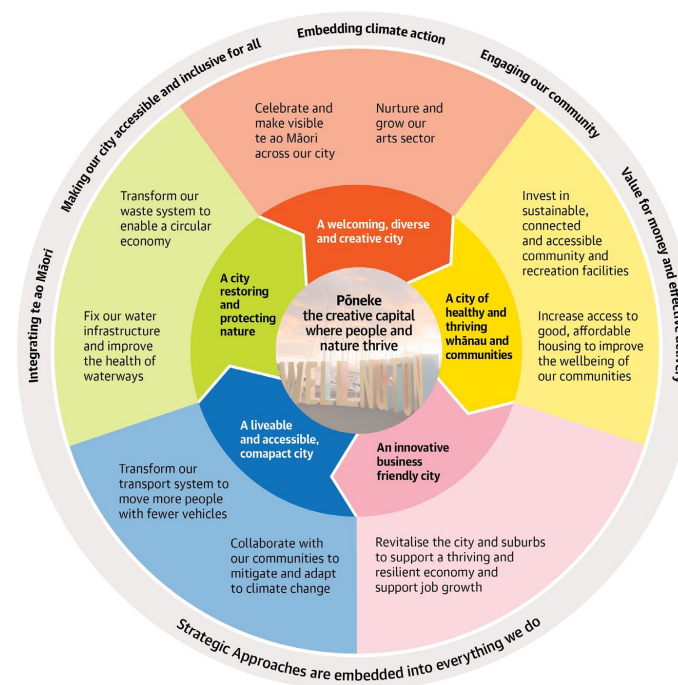 Embedding climate action
Making our city accessible and inclusive for all
Engaging our community
Integrating te ao Māori
Value for money and effective delivery
Celebrate and
make visible
te ao Māori
across our city
Nurture and
grow our
arts sector
Transform our
waste system to
enable a circular
economy
Fix our water
infrastructure
and improve
the health of
waterways
Invest in
sustainable,
connected
and accessible
community and
recreation facilities
Increase access to
good, affordable
housing to improve
the wellbeing of
our communities
A welcoming, diverse
and creative city
A city
restoring
and
protecting
nature
A city of
healthy and
thriving
whānau and
communities
Pōneke
the creative capital
where people and
nature thrive
WELLINGTON
A liveable
and accessible,
comapact city
An innovative
business
friendly city
Transform our
transport system to
move more people
with fewer vehicles
Collaborate with
our communities to
mitigate and adapt
to climate change
Revitalise the city and suburbs
to support a thriving and
resilient economy and
support job growth
Strategic Approaches are embedded into everything we do